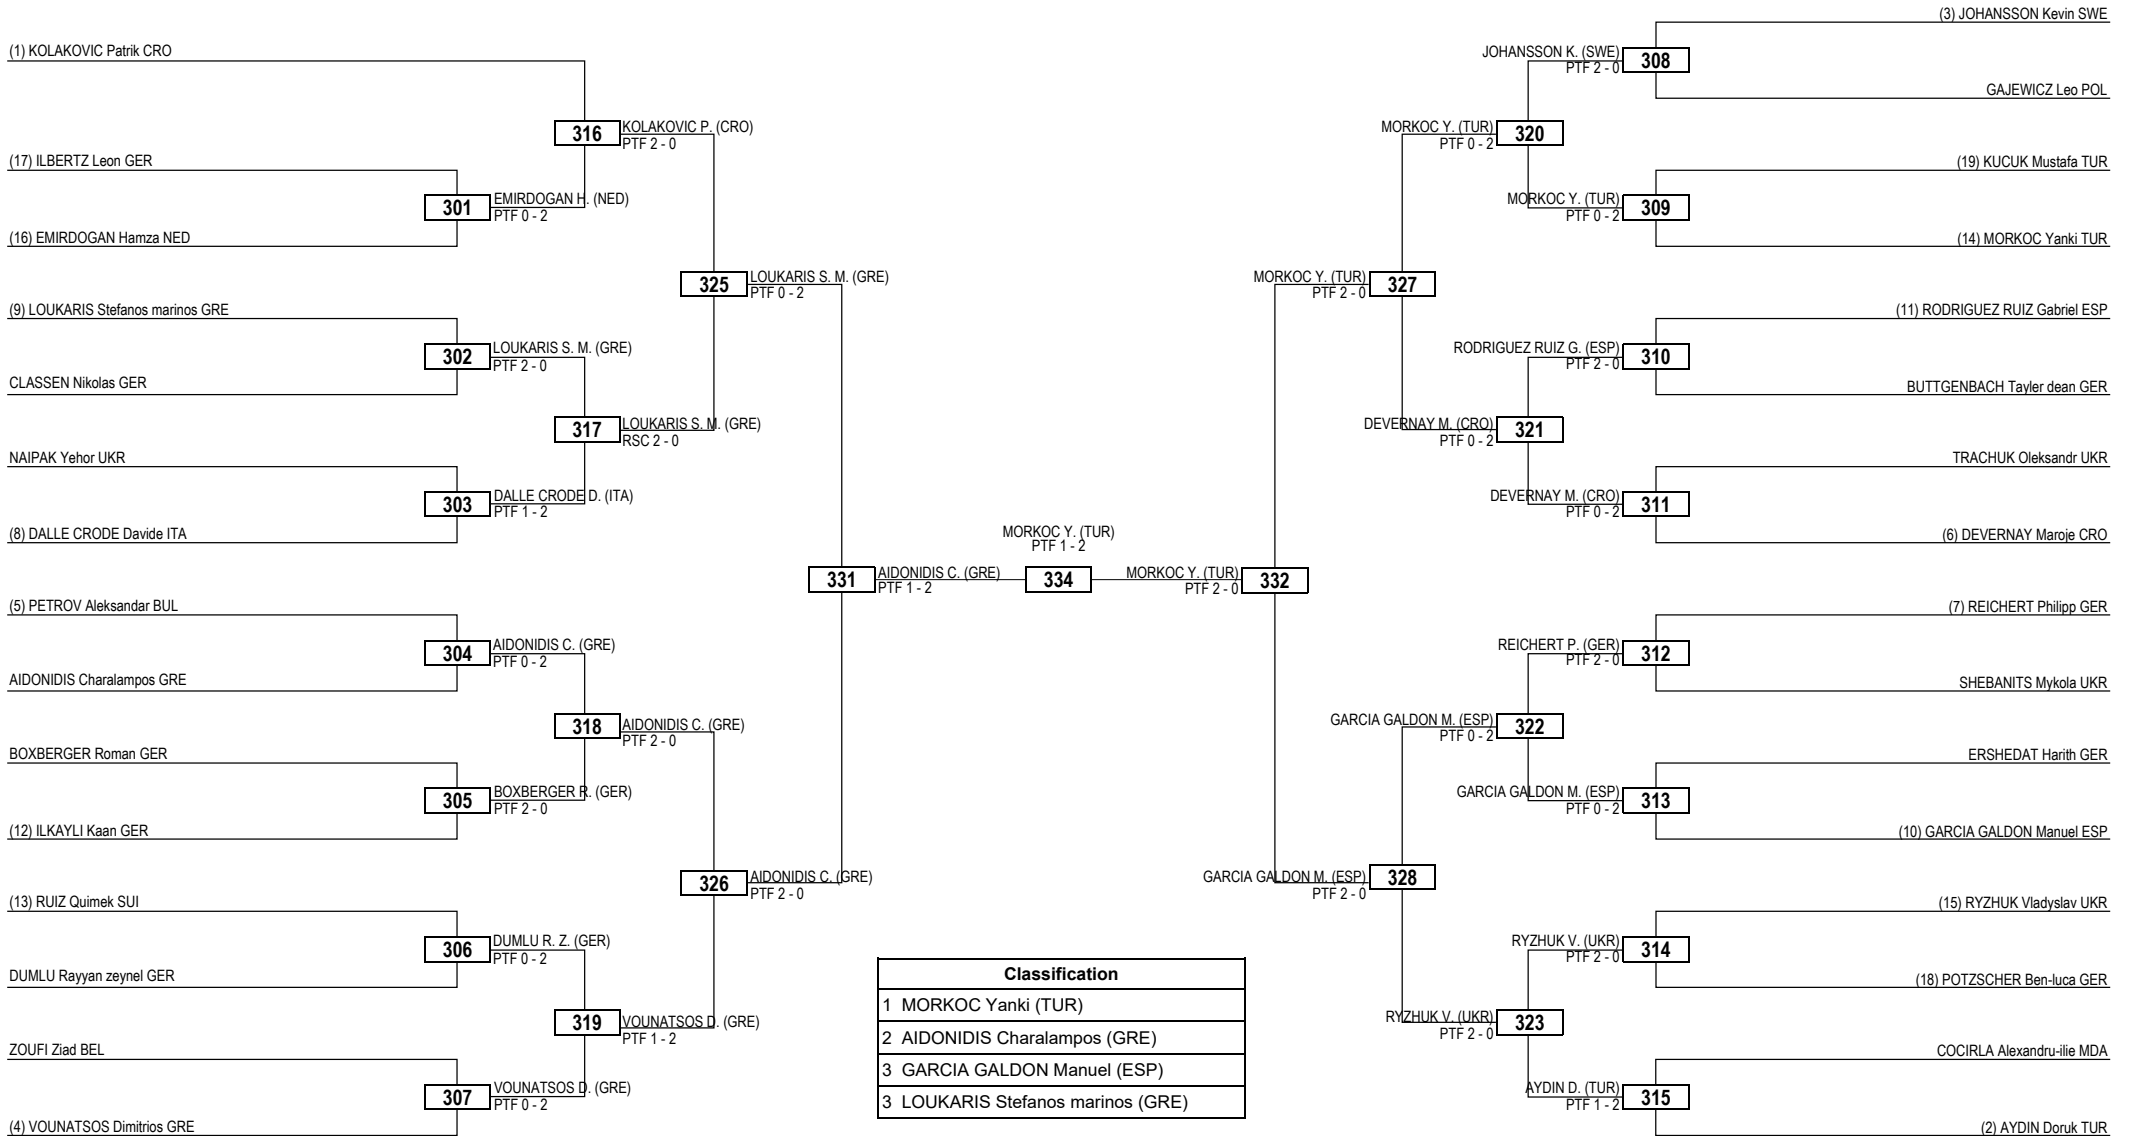 (1) KOLAKOVIC Patrik CRO
(17) ILBERTZ Leon GER
(16) EMIRDOGAN Hamza NED
(9) LOUKARIS Stefanos marinos GRE
CLASSEN Nikolas GER
NAIPAK Yehor UKR
(8) DALLE CRODE Davide ITA
(5) PETROV Aleksandar BUL
AIDONIDIS Charalampos GRE
BOXBERGER Roman GER
(12) ILKAYLI Kaan GER
(13) RUIZ Quimek SUI
DUMLU Rayyan zeynel GER
ZOUFI Ziad BEL
(4) VOUNATSOS Dimitrios GRE
301
EMIRDOGAN H. (NED)
PTF 0 - 2
302
LOUKARIS S. M. (GRE)
PTF 2 - 0
303
DALLE CRODE D. (ITA)
PTF 1 - 2
304
AIDONIDIS C. (GRE)
PTF 0 - 2
305
BOXBERGER R. (GER)
PTF 2 - 0
306
DUMLU R. Z. (GER)
PTF 0 - 2
307
VOUNATSOS D. (GRE)
PTF 0 - 2
316
KOLAKOVIC P. (CRO)
PTF 2 - 0
317
LOUKARIS S. M. (GRE)
RSC 2 - 0
318
AIDONIDIS C. (GRE)
PTF 2 - 0
319
VOUNATSOS D. (GRE)
PTF 1 - 2
325
LOUKARIS S. M. (GRE)
PTF 0 - 2
326
AIDONIDIS C. (GRE)
PTF 2 - 0
331
AIDONIDIS C. (GRE)
PTF 1 - 2
MORKOC Y. (TUR)
PTF 1 - 2
334
MORKOC Y. (TUR)
PTF 2 - 0
332
MORKOC Y. (TUR)
PTF 2 - 0
327
GARCIA GALDON M. (ESP)
PTF 2 - 0
328
MORKOC Y. (TUR)
PTF 0 - 2
320
DEVERNAY M. (CRO)
PTF 0 - 2
321
GARCIA GALDON M. (ESP)
PTF 0 - 2
322
RYZHUK V. (UKR)
PTF 2 - 0
323
JOHANSSON K. (SWE)
PTF 2 - 0
308
MORKOC Y. (TUR)
PTF 0 - 2
309
RODRIGUEZ RUIZ G. (ESP)
PTF 2 - 0
310
DEVERNAY M. (CRO)
PTF 0 - 2
311
REICHERT P. (GER)
PTF 2 - 0
312
GARCIA GALDON M. (ESP)
PTF 0 - 2
313
RYZHUK V. (UKR)
PTF 2 - 0
314
AYDIN D. (TUR)
PTF 1 - 2
315
(3) JOHANSSON Kevin SWE
GAJEWICZ Leo POL
(19) KUCUK Mustafa TUR
(14) MORKOC Yanki TUR
(11) RODRIGUEZ RUIZ Gabriel ESP
BUTTGENBACH Tayler dean GER
TRACHUK Oleksandr UKR
(6) DEVERNAY Maroje CRO
(7) REICHERT Philipp GER
SHEBANITS Mykola UKR
ERSHEDAT Harith GER
(10) GARCIA GALDON Manuel ESP
(15) RYZHUK Vladyslav UKR
(18) POTZSCHER Ben-luca GER
COCIRLA Alexandru-ilie MDA
(2) AYDIN Doruk TUR
Classification
1 MORKOC Yanki (TUR)
2 AIDONIDIS Charalampos (GRE)
3 GARCIA GALDON Manuel (ESP)
3 LOUKARIS Stefanos marinos (GRE)